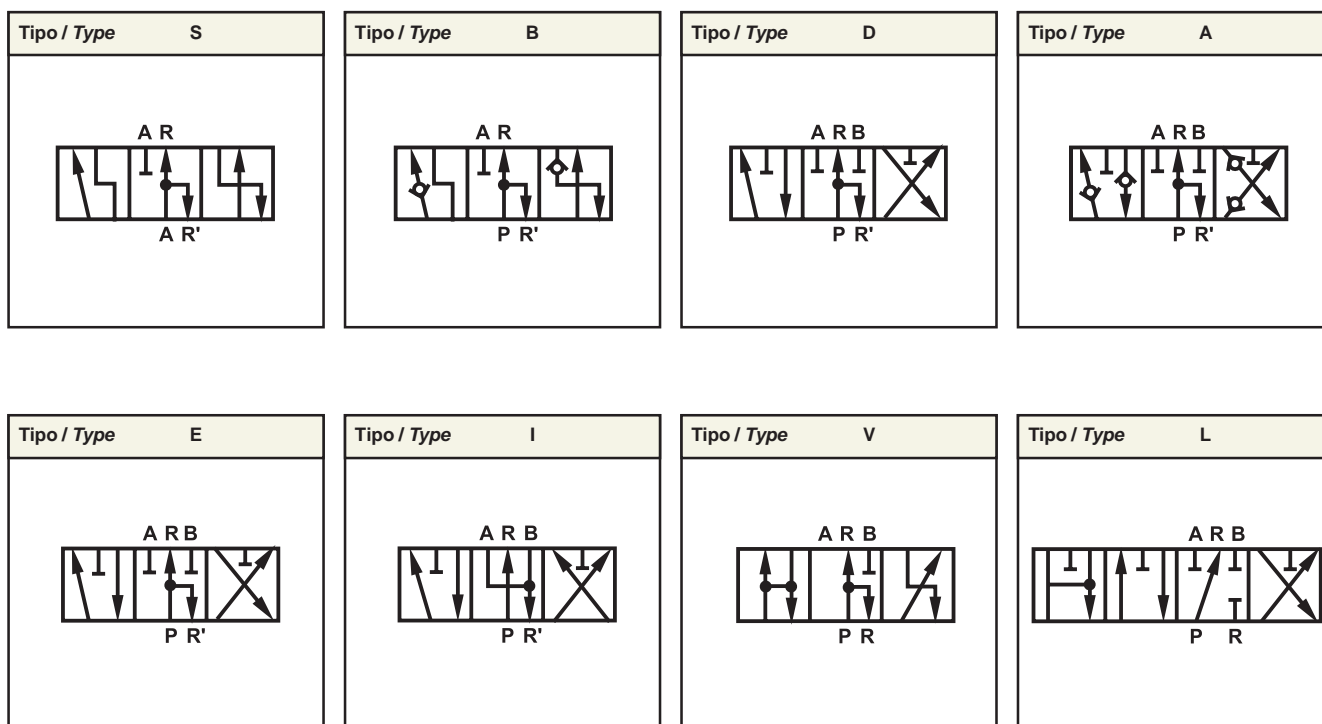 Tipo / Type S
Tipo / Type B
Tipo / Type D
Tipo / Type A
A R
A R
A R B
A R B
A R'
P R'
P R'
P R'
Tipo / Type E
Tipo / Type I
Tipo / Type V
Tipo / Type L
A R B
A R B
A R B
A R B
P R'
P R'
P R
P R